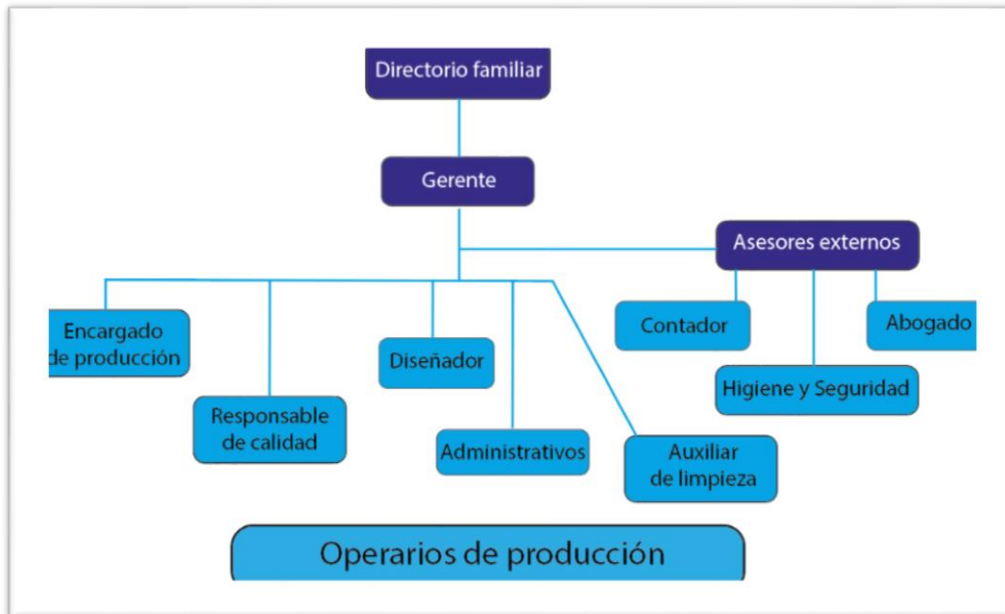 Directorio familiar
Gerente
Asesores externos
Encargado
de producción
Responsable
de calidad
Diseñador
Administrativos
Auxiliar
de limpieza
Contador
Higiene y Seguridad
Abogado
Operarios de producción